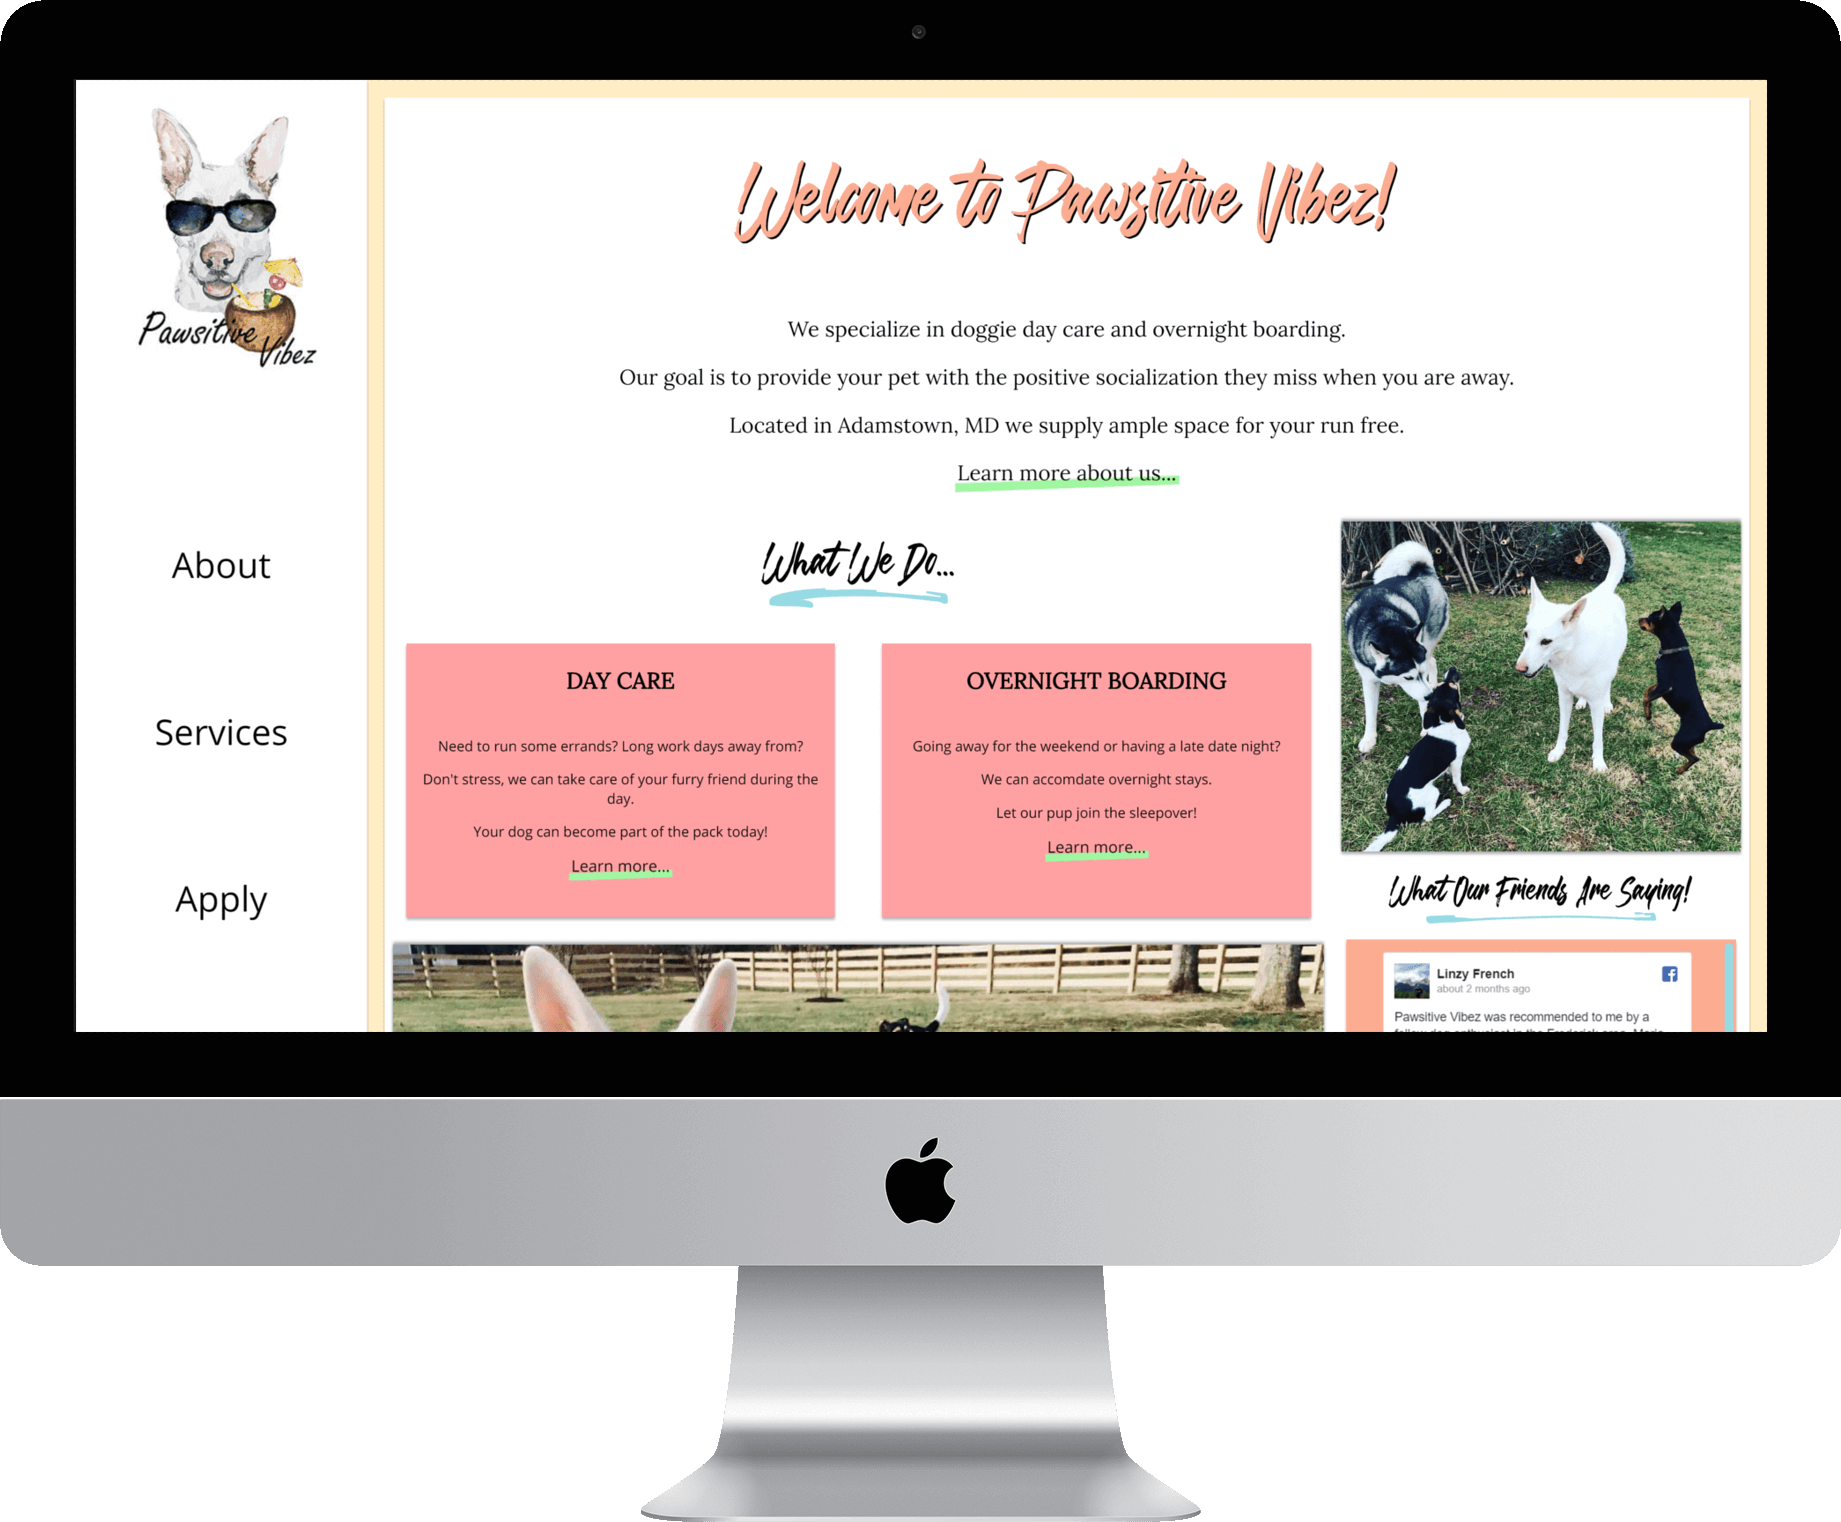 Pawsitive
Vibez
About
Services
Apply
Welcome to Pawsitive Vibez!
We specialize in doggie day care and overnight boarding.
Our goal is to provide your pet with the positive socialization they miss when you are away.
Located in Adamstown, MD we supply ample space for your run free.
Learn more about us...
What We Do...
DAY CARE
Need to run some errands? Long work days away from?
Don't stress, we can take care of your furry friend during the
day.
Your dog can become part of the pack today!
Learn more...
OVERNIGHT BOARDING
Going away for the weekend or having a late date night?
We can accomdate overnight stays.
Let our pup join the sleepover!
Learn more...
What Our Friends Are Saying!
Linzy French
about 2 months ago
Pawsitive Vibez was recommended to me by a